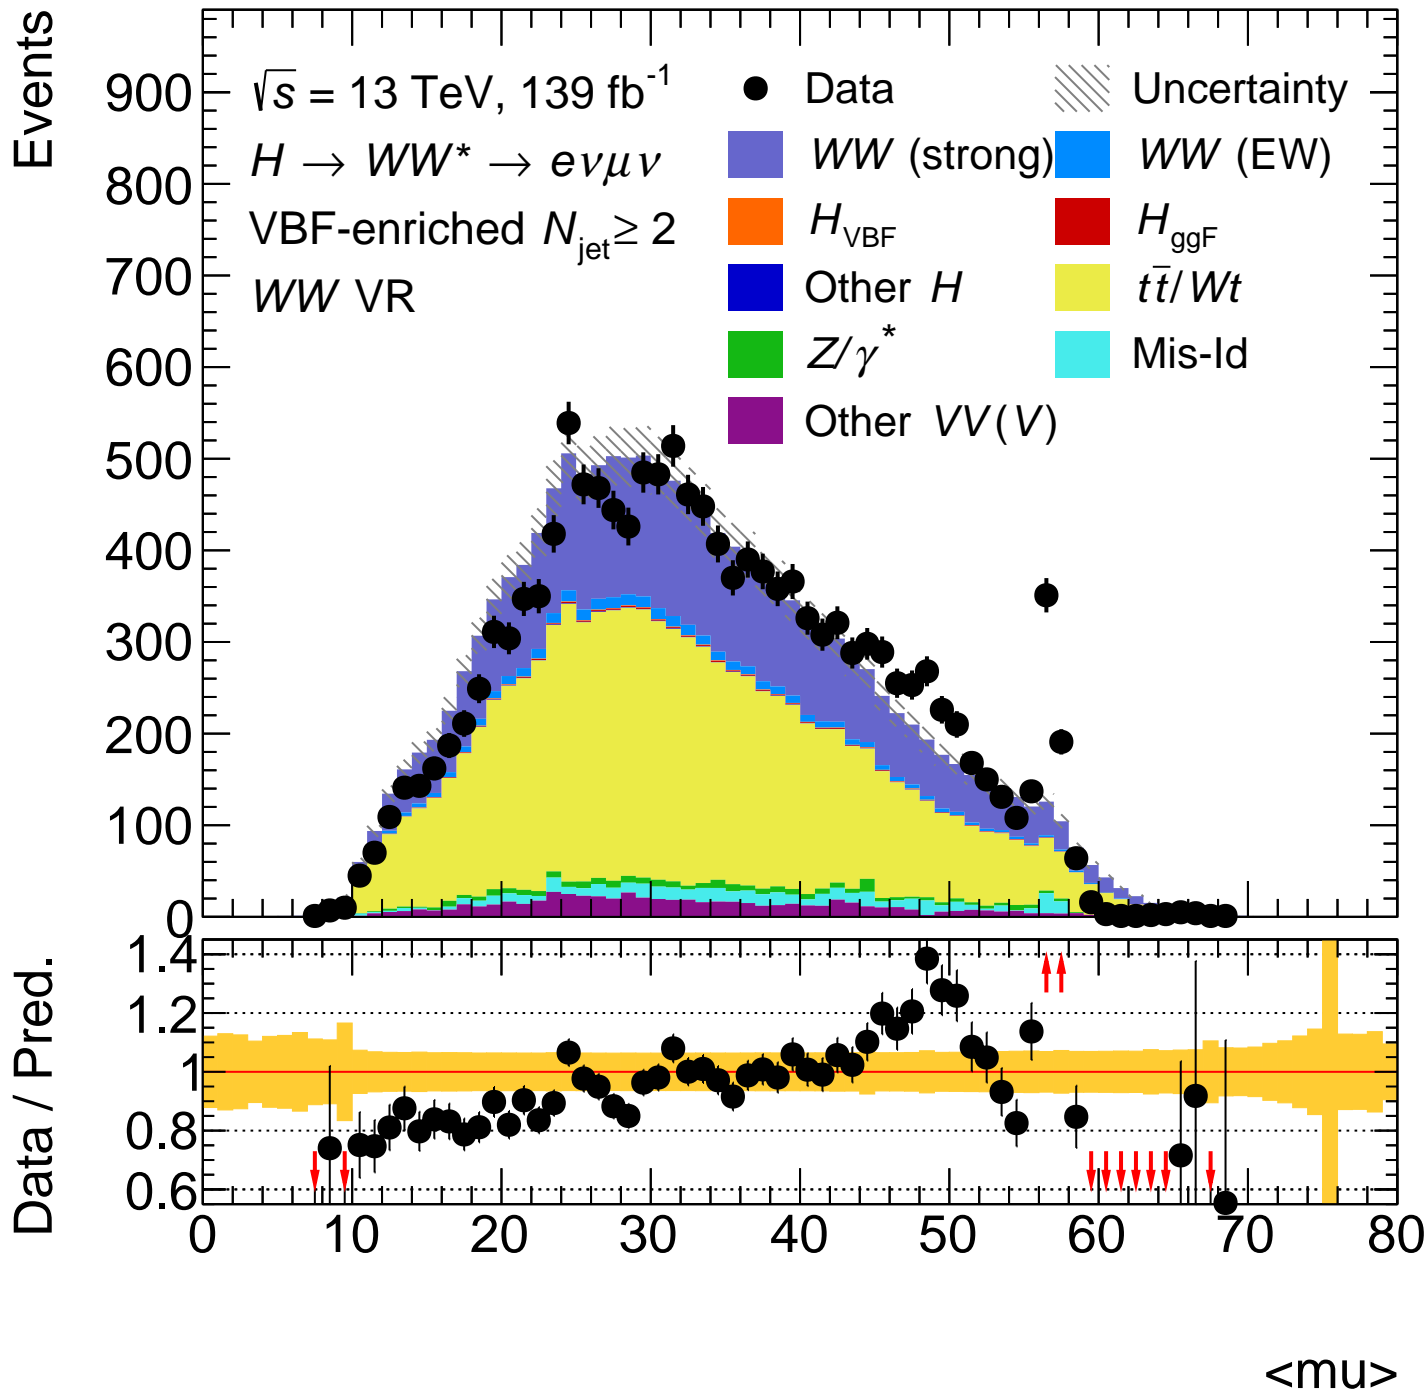 Events
900
800
700
600
500
400
300
200
100
0
√s = 13 TeV, 139 fb⁻¹
H → WW* → eνμν
VBF-enriched N_jet ≥ 2
WW VR
Data
Uncertainty
WW (strong)
WW (EW)
H_VBF
H_ggF
Other H
tt̄/Wt
Z/γ*
Mis-Id
Other VV(V)
Data / Pred.
1.4
1.2
1
0.8
0.6
0 10 20 30 40 50 60 70 80
<mu>